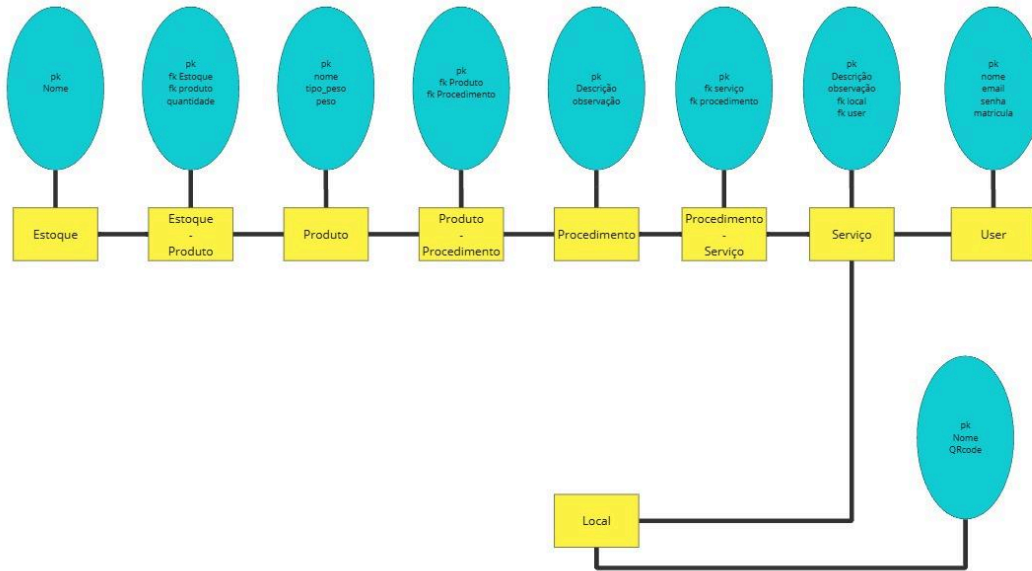 pk
Nome
pk
fk Estoque
fk produto
quantidade
pk
nome
tipo_peso
peso
pk
fk Produto
fk Procedimento
pk
Descrição
observação
pk
fk serviço
fk procedimento
pk
Descrição
observação
fk local
fk user
pk
nome
email
senha
matrícula
Estoque
Estoque
-
Produto
Produto
Produto
-
Procedimento
Procedimento
Procedimento
-
Serviço
Serviço
User
pk
Nome
QRcode
Local